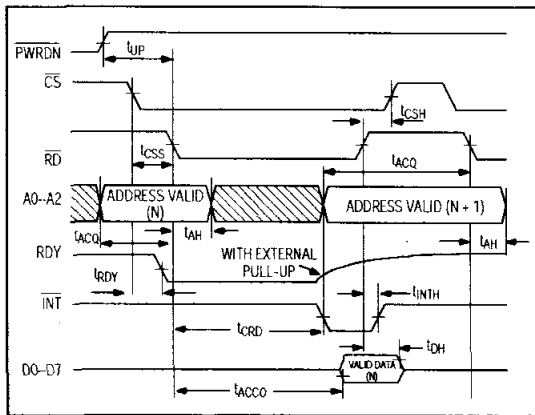 PWRDN
tUP
CS
tCSH
RD
tCSS
tACQ
A0–A2
ADDRESS VALID
(N)
ADDRESS VALID (N + 1)
tACQ
tAH
tAH
RDY
WITH EXTERNAL
PULL-UP
tRDY
INT
tINTH
tCRD
tDH
D0–D7
VALID DATA
(N)
tACC0